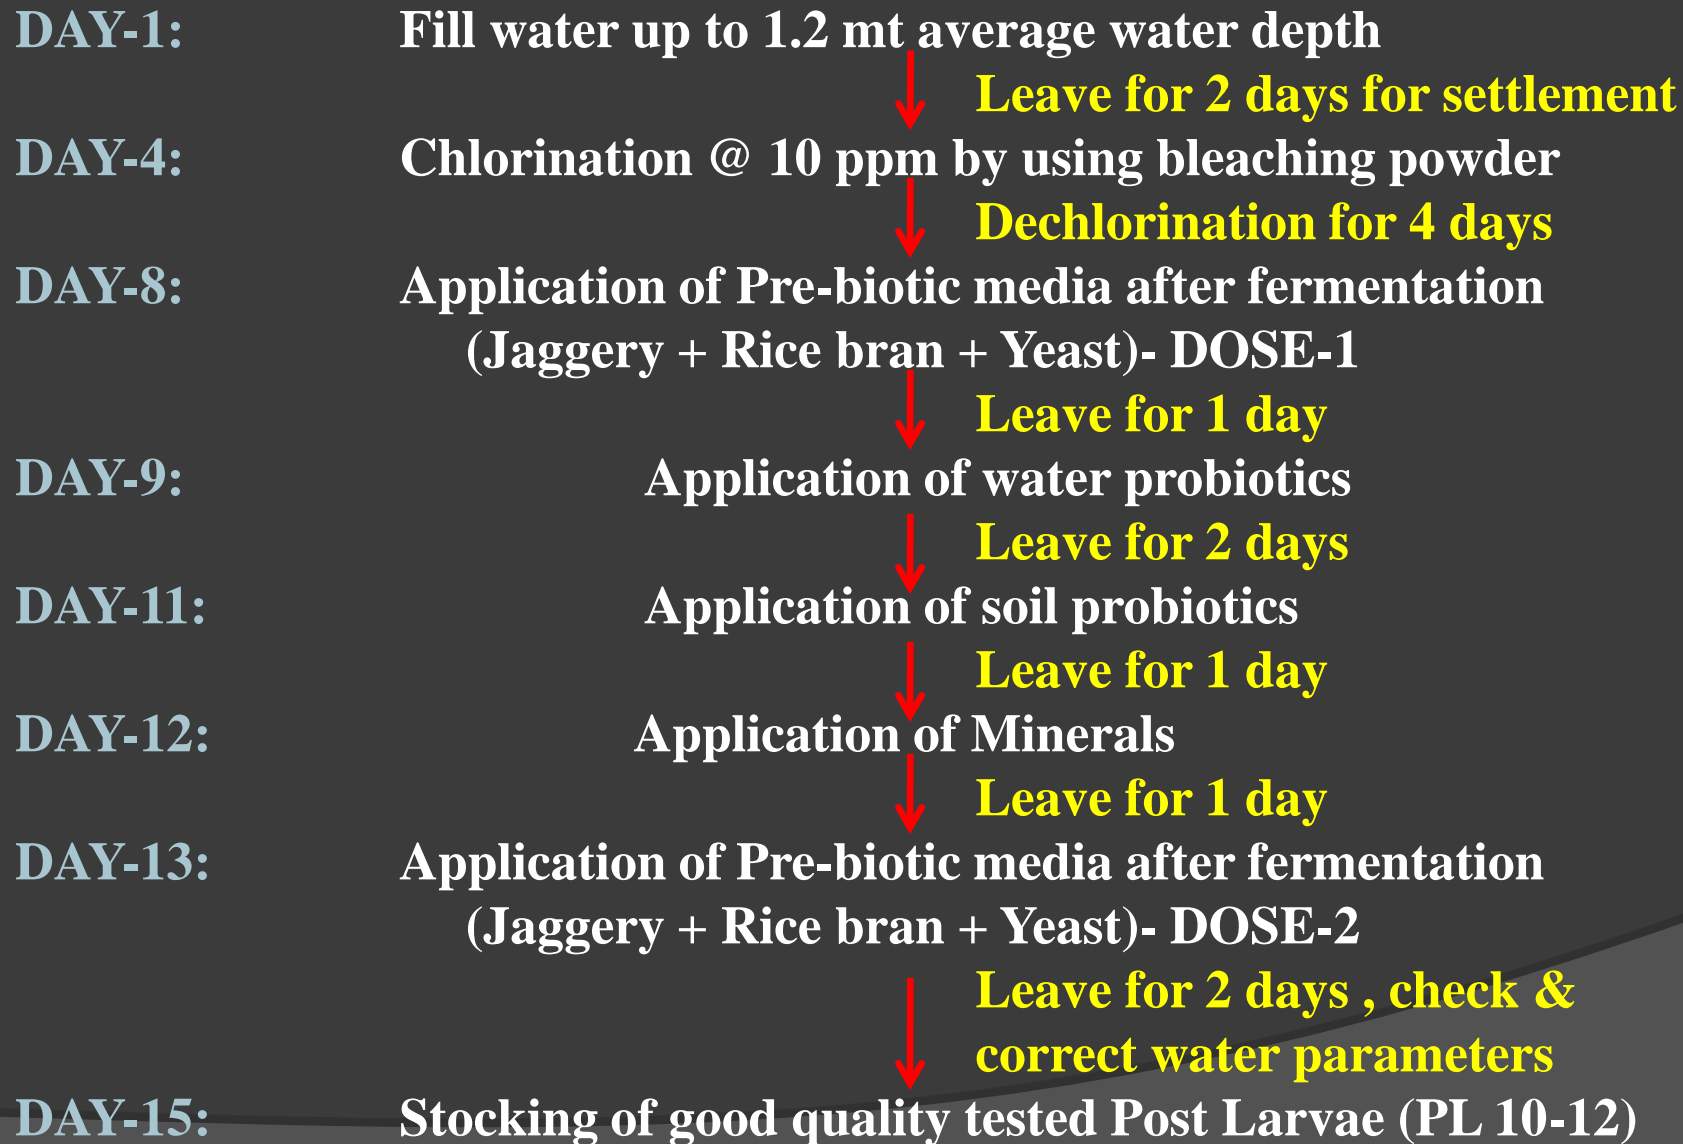 DAY-1: Fill water up to 1.2 mt average water depth
Leave for 2 days for settlement
DAY-4: Chlorination @ 10 ppm by using bleaching powder
Dechlorination for 4 days
DAY-8: Application of Pre-biotic media after fermentation
(Jaggery + Rice bran + Yeast)- DOSE-1
Leave for 1 day
DAY-9: Application of water probiotics
Leave for 2 days
DAY-11: Application of soil probiotics
Leave for 1 day
DAY-12: Application of Minerals
Leave for 1 day
DAY-13: Application of Pre-biotic media after fermentation
(Jaggery + Rice bran + Yeast)- DOSE-2
Leave for 2 days , check &
correct water parameters
DAY-15: Stocking of good quality tested Post Larvae (PL 10-12)